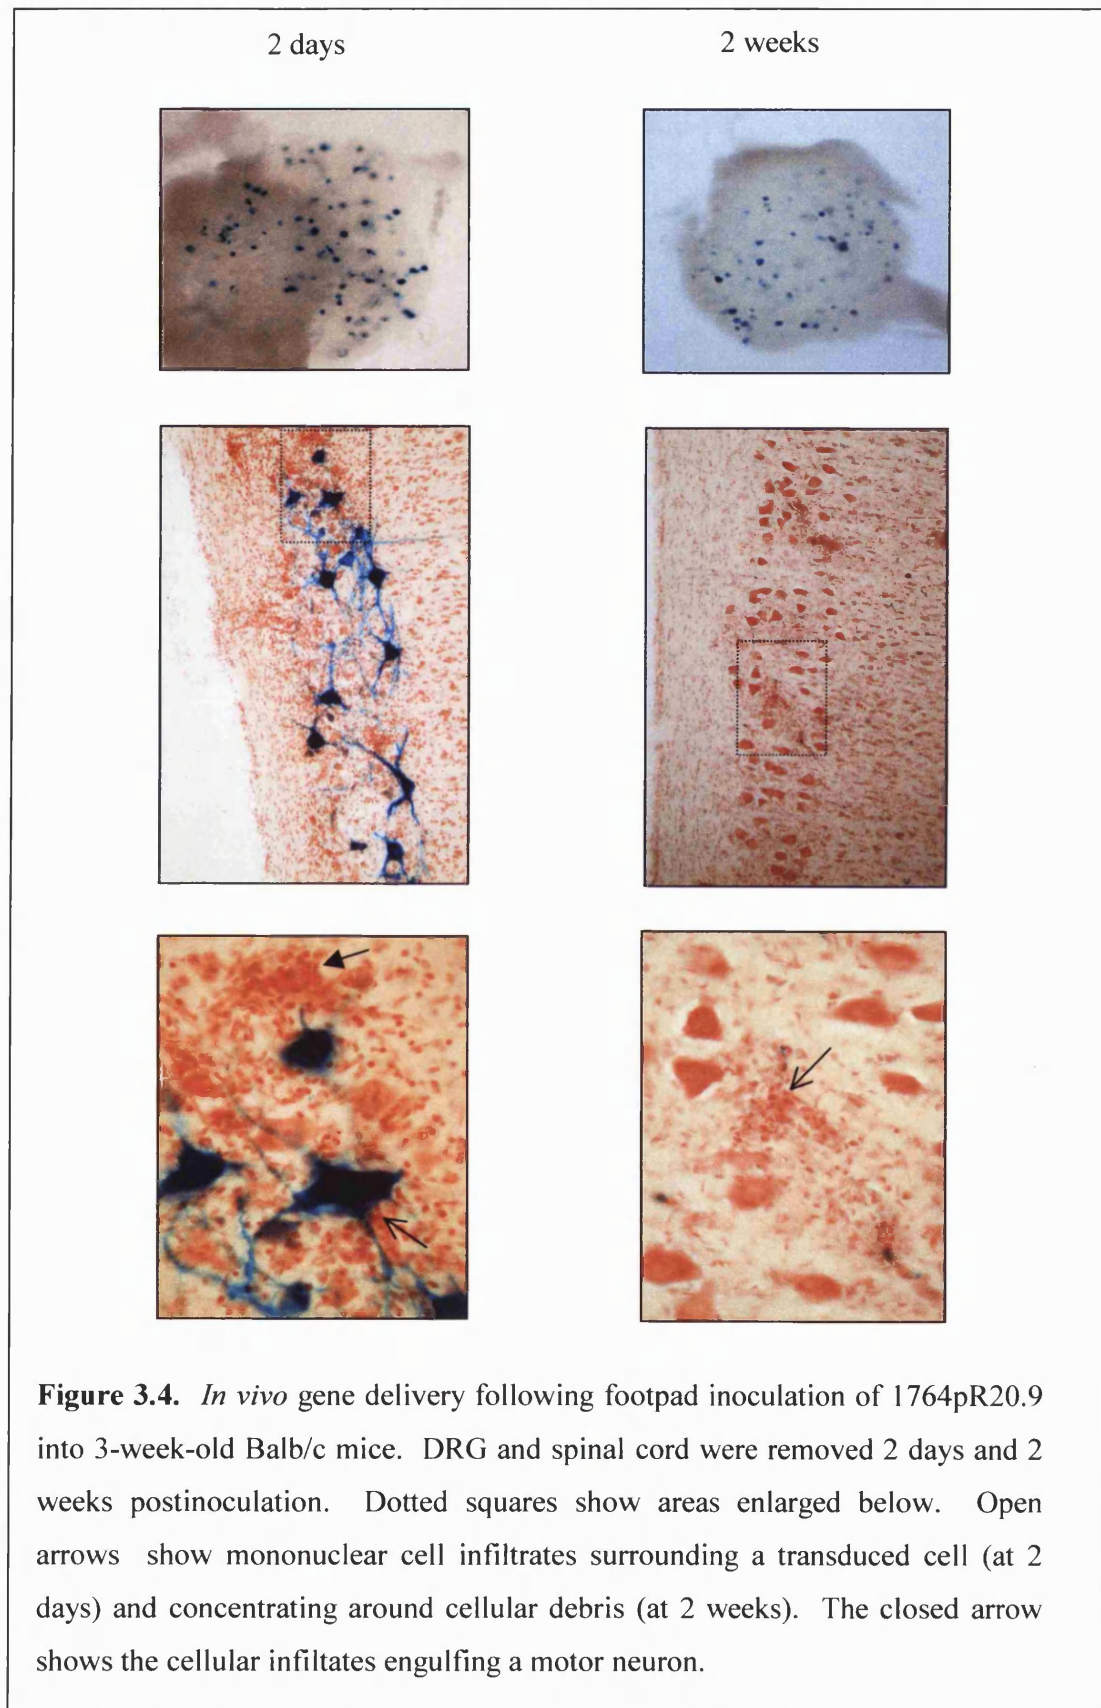 2 days
2 weeks
Figure 3.4. In vivo gene delivery following footpad inoculation of 1764pR20.9
into 3-week-old Balb/c mice. DRG and spinal cord were removed 2 days and 2
weeks postinoculation. Dotted squares show areas enlarged below. Open
arrows show mononuclear cell infiltrates surrounding a transduced cell (at 2
days) and concentrating around cellular debris (at 2 weeks). The closed arrow
shows the cellular infiltates engulfing a motor neuron.